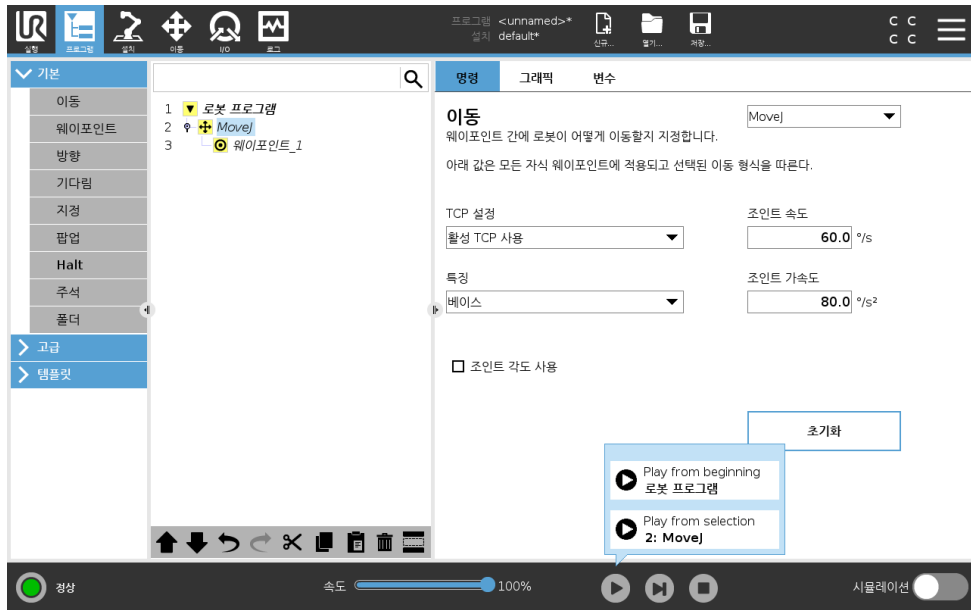 UR
실행
프로그램
설치
이동
I/O
로그
프로그램 <unnamed>*
설치 default*
신규...
열기...
저장...
C C
C C
기본
이동
웨이포인트
방향
기다림
지정
팝업
Halt
주석
폴더
고급
템플릿
1 로봇 프로그램
2 MoveJ
3 웨이포인트_1
명령 그래픽 변수
이동
MoveJ
웨이포인트 간에 로봇이 어떻게 이동할지 지정합니다.
아래 값은 모든 자식 웨이포인트에 적용되고 선택된 이동 형식을 따른다.
TCP 설정
활성 TCP 사용
조인트 속도
60.0 °/s
특징
베이스
조인트 가속도
80.0 °/s²
조인트 각도 사용
초기화
Play from beginning
로봇 프로그램
Play from selection
2: MoveJ
정상
속도 100%
시뮬레이션